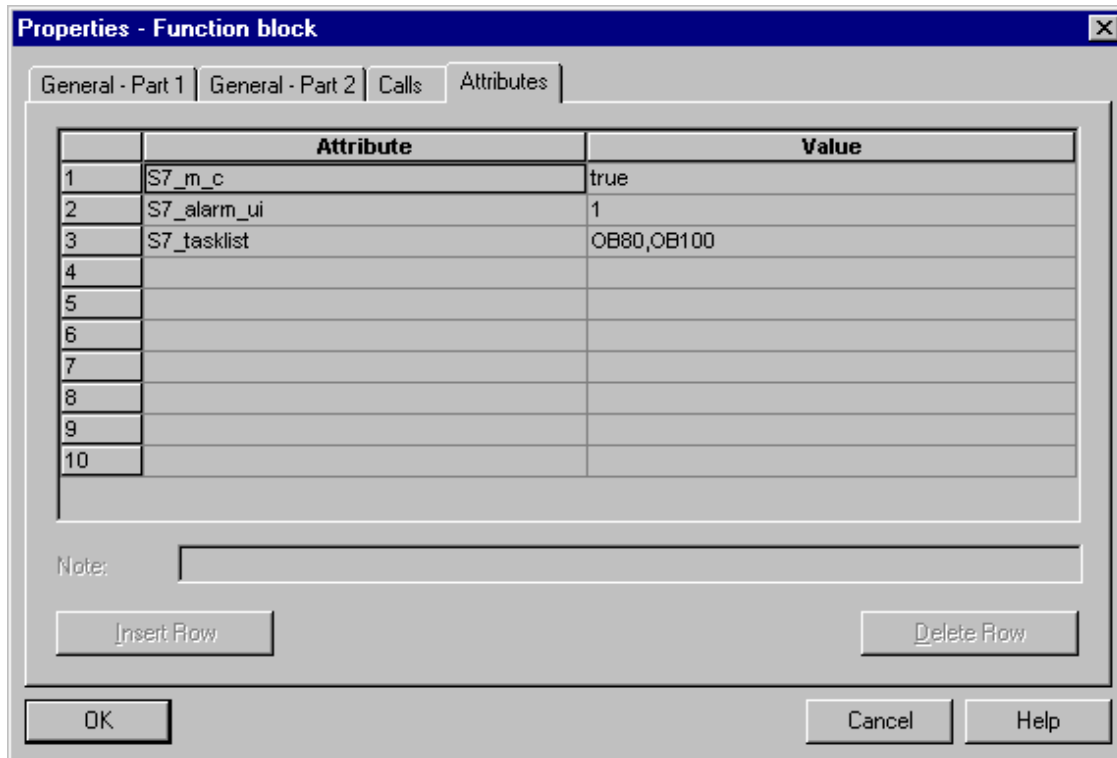 Properties - Function block
General - Part 1 General - Part 2 Calls Attributes
Attribute Value
1 S7_m_c true
2 S7_alarm_ui 1
3 S7_tasklist OB80,OB100
4
5
6
7
8
9
10
Note:
Insert Row Delete Row
OK Cancel Help